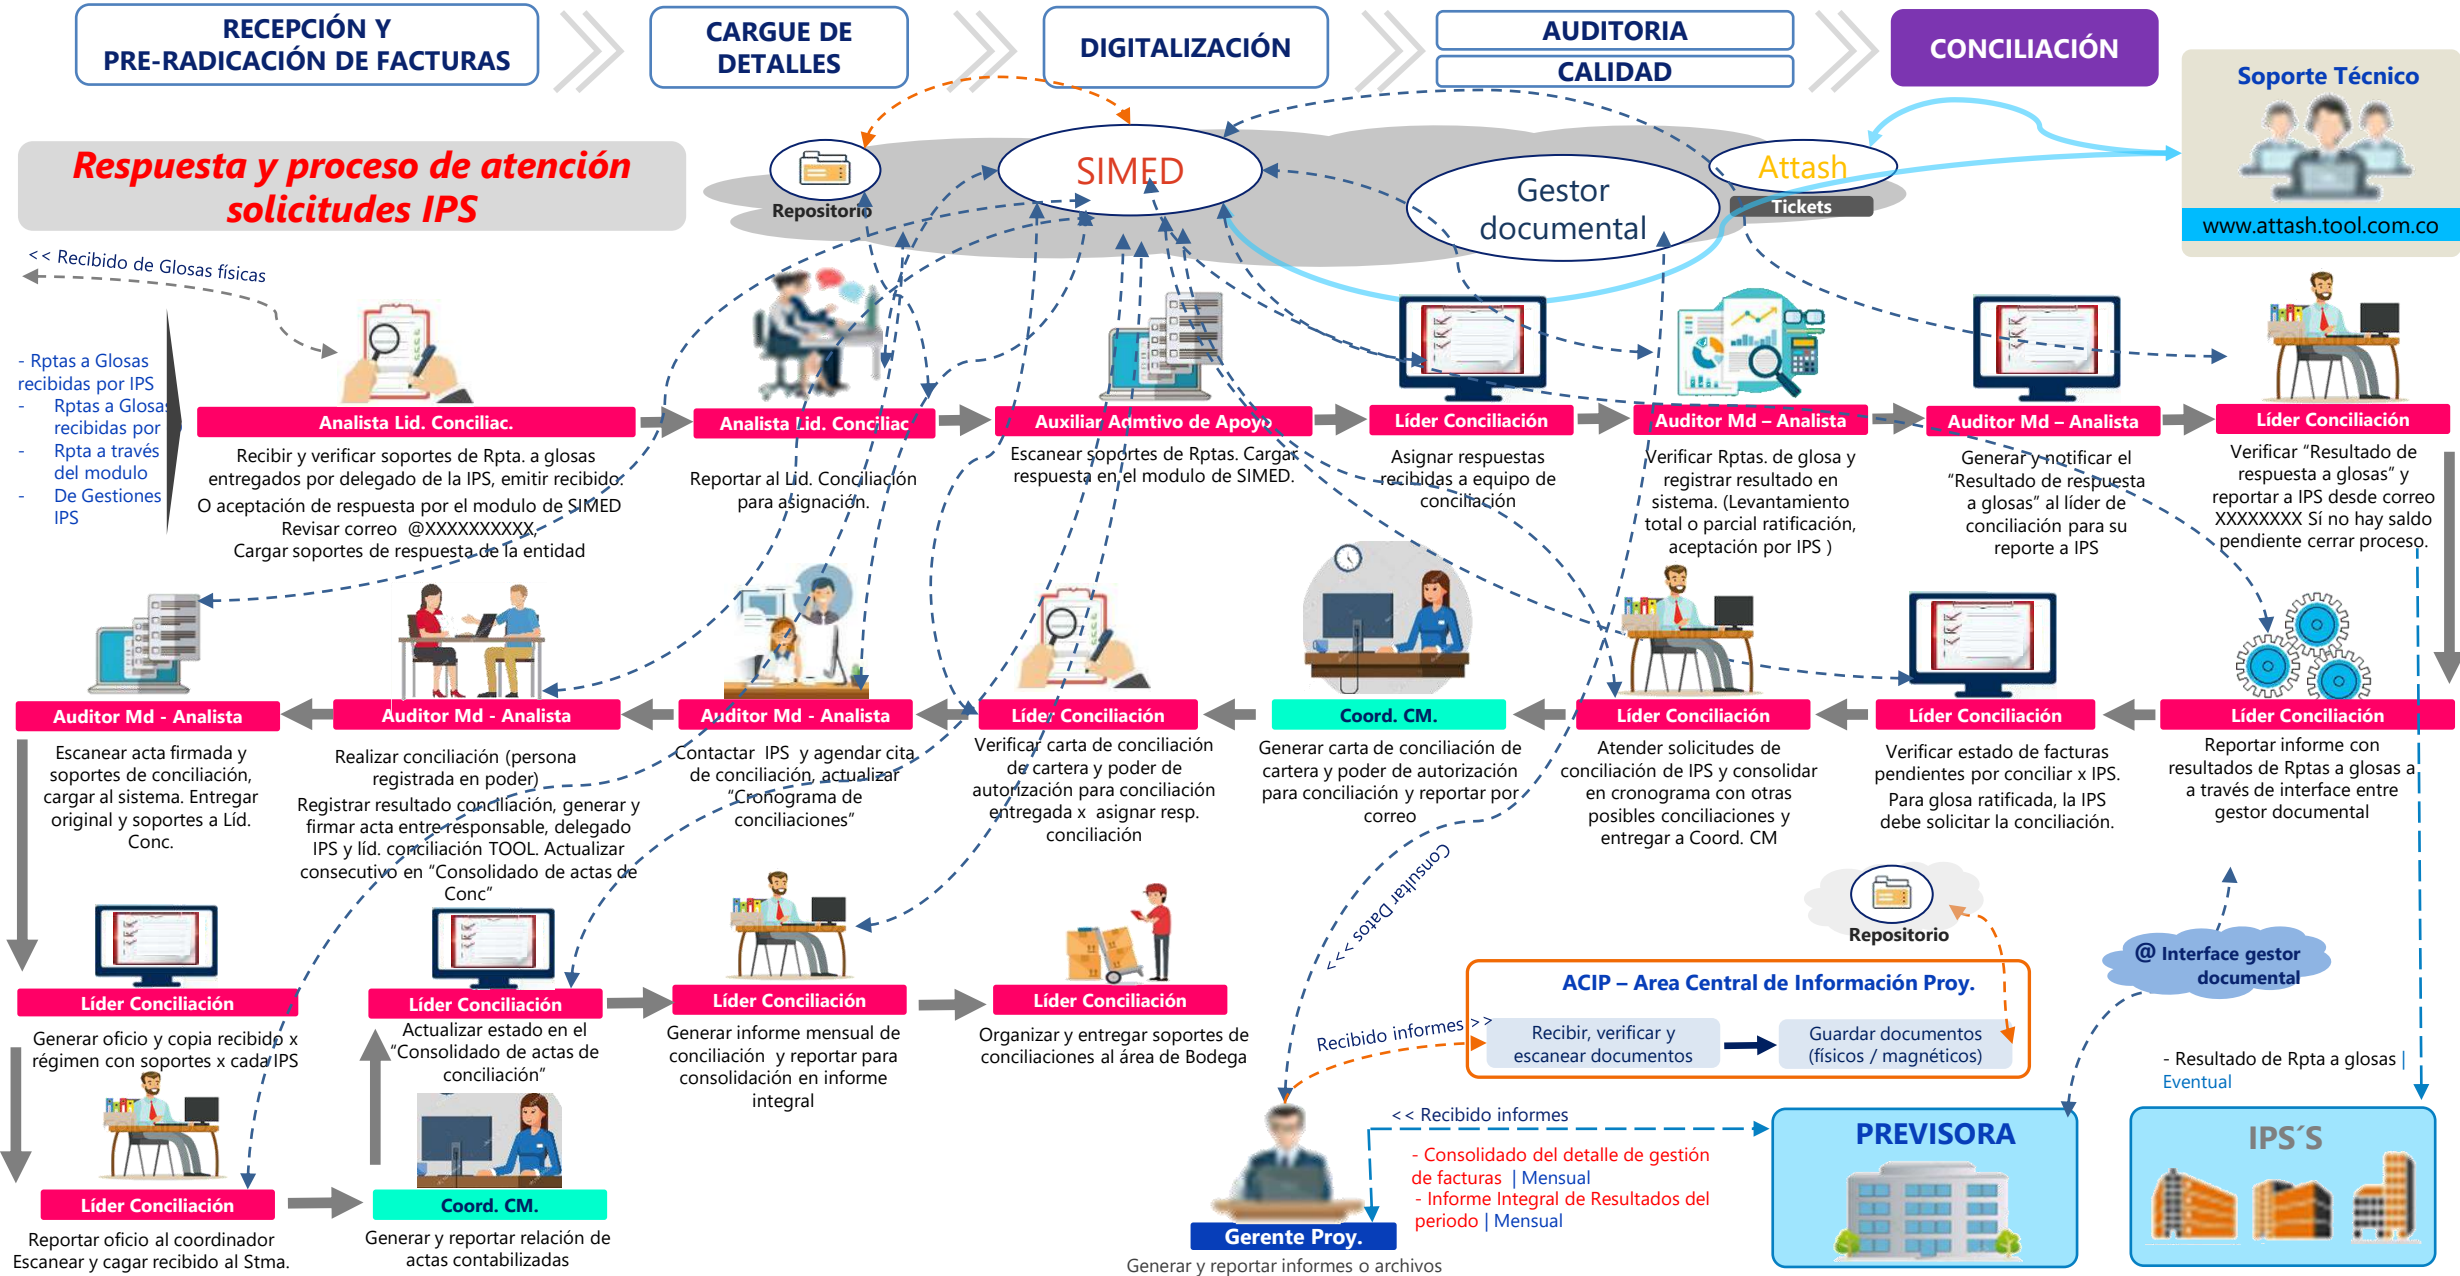 RECEPCIÓN Y
PRE-RADICACIÓN DE FACTURAS
CARGUE DE
DETALLES
DIGITALIZACIÓN
AUDITORIA
CALIDAD
CONCILIACIÓN
Soporte Técnico
www.attash.tool.com.co
Respuesta y proceso de atención
solicitudes IPS
Repositorio
SIMED
Gestor
documental
Attash
Tickets
<< Recibido de Glosas físicas
- Rptas a Glosas
recibidas por IPS
- Rptas a Glosas
recibidas por
- Rpta a través
del modulo
- De Gestiones
IPS
Analista Lid. Conciliac.
Recibir y verificar soportes de Rpta. a glosas
entregados por delegado de la IPS, emitir recibido.
O aceptación de respuesta por el modulo de SIMED
Revisar correo @XXXXXXXXXX,
Cargar soportes de respuesta de la entidad
Analista Lid. Conciliac
Reportar al Lid. Conciliación
para asignación.
Auxiliar Admtivo de Apoyo
Escanear soportes de Rptas. Cargar
respuesta en el modulo de SIMED.
Líder Conciliación
Asignar respuestas
recibidas a equipo de
conciliación
Auditor Md – Analista
Verificar Rptas. de glosa y
registrar resultado en
sistema. (Levantamiento
total o parcial ratificación,
aceptación por IPS )
Auditor Md – Analista
Generar y notificar el
“Resultado de respuesta
a glosas” al líder de
conciliación para su
reporte a IPS
Líder Conciliación
Verificar “Resultado de
respuesta a glosas” y
reportar a IPS desde correo
XXXXXXXX Sí no hay saldo
pendiente cerrar proceso.
Auditor Md - Analista
Escanear acta firmada y
soportes de conciliación,
cargar al sistema. Entregar
original y soportes a Líd.
Conc.
Auditor Md - Analista
Realizar conciliación (persona
registrada en poder)
Registrar resultado conciliación, generar y
firmar acta entre responsable, delegado
IPS y líd. conciliación TOOL. Actualizar
consecutivo en “Consolidado de actas de
Conc”
Auditor Md - Analista
Contactar IPS y agendar cita
de conciliación, actualizar
“Cronograma de
conciliaciones”
Líder Conciliación
Verificar carta de conciliación
de cartera y poder de
autorización para conciliación
entregada x asignar resp.
conciliación
Coord. CM.
Generar carta de conciliación de
cartera y poder de autorización
para conciliación y reportar por
correo
Líder Conciliación
Atender solicitudes de
conciliación de IPS y consolidar
en cronograma con otras
posibles conciliaciones y
entregar a Coord. CM
Líder Conciliación
Verificar estado de facturas
pendientes por conciliar x IPS.
Para glosa ratificada, la IPS
debe solicitar la conciliación.
Líder Conciliación
Reportar informe con
resultados de Rptas a glosas a
a través de interface entre
gestor documental
Consultar Datos >>>
Repositorio
@ Interface gestor
documental
Líder Conciliación
Generar oficio y copia recibido x
régimen con soportes x cada IPS
Líder Conciliación
Actualizar estado en el
“Consolidado de actas de
conciliación”
Líder Conciliación
Generar informe mensual de
conciliación y reportar para
consolidación en informe
integral
Líder Conciliación
Organizar y entregar soportes de
conciliaciones al área de Bodega
ACIP – Area Central de Información Proy.
Recibido informes >>
Recibir, verificar y
escanear documentos
Guardar documentos
(físicos / magnéticos)
- Resultado de Rpta a glosas |
Eventual
Líder Conciliación
Reportar oficio al coordinador
Escanear y cagar recibido al Stma.
Coord. CM.
Generar y reportar relación de
actas contabilizadas
Gerente Proy.
Generar y reportar informes o archivos
<< Recibido informes
- Consolidado del detalle de gestión
de facturas | Mensual
- Informe Integral de Resultados del
periodo | Mensual
PREVISORA
IPS´S